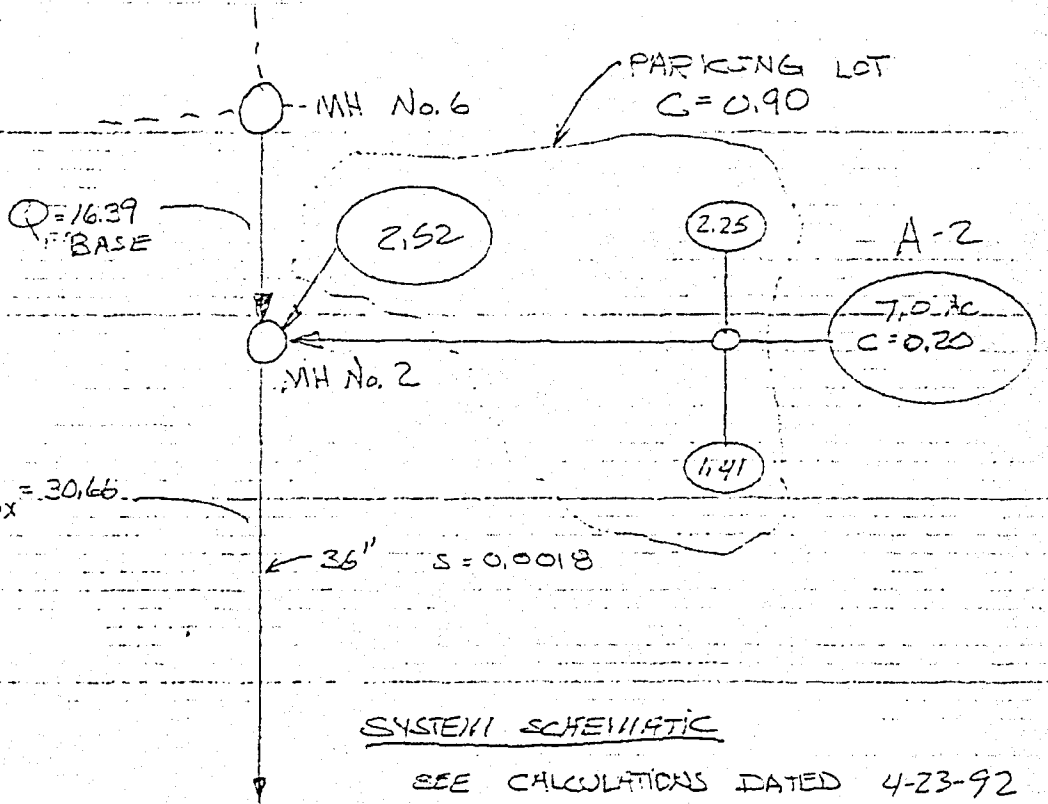 MH No. 6
PARKING LOT
C = 0.90
Q = 16.39
BASE
2.52
2.25
A-2
7.0 AC
C = 0.20
MH No. 2
1.41
x = 30.66
36" S = 0.0018
SYSTEM SCHEMATIC
SEE CALCULATIONS DATED 4-23-92